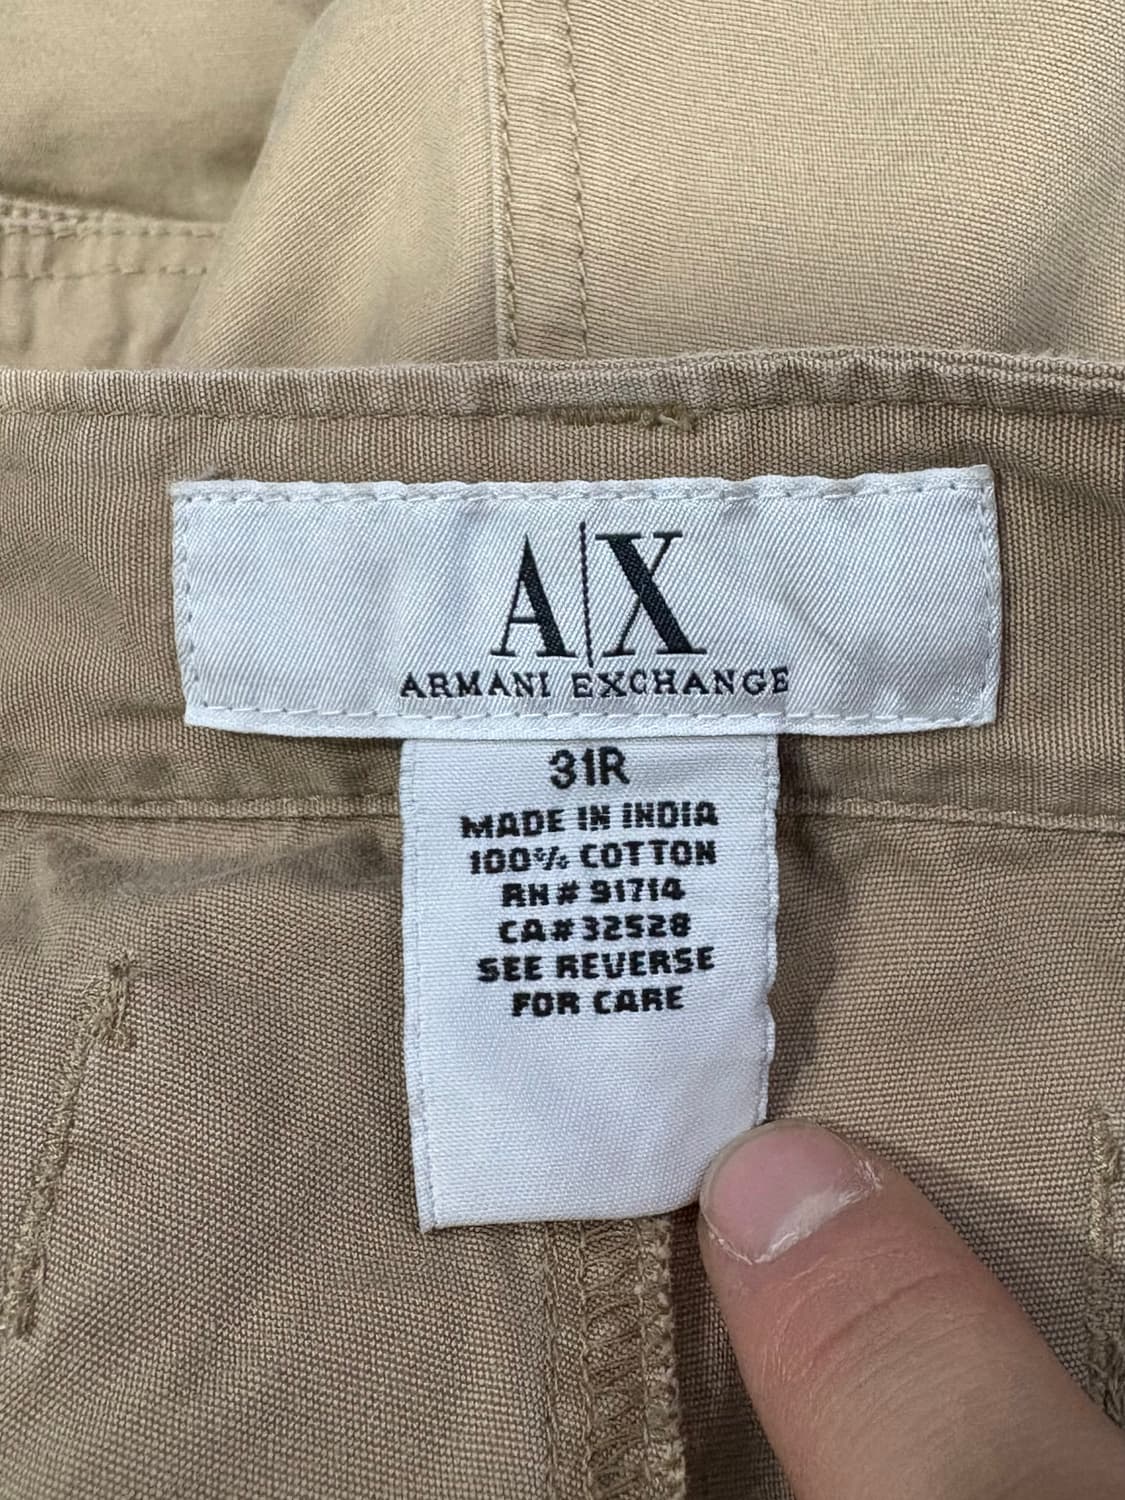 A|X
ARMANI EXCHANGE
31R
MADE IN INDIA
100% COTTON
RN# 91714
CA#32528
SEE REVERSE
FOR CARE